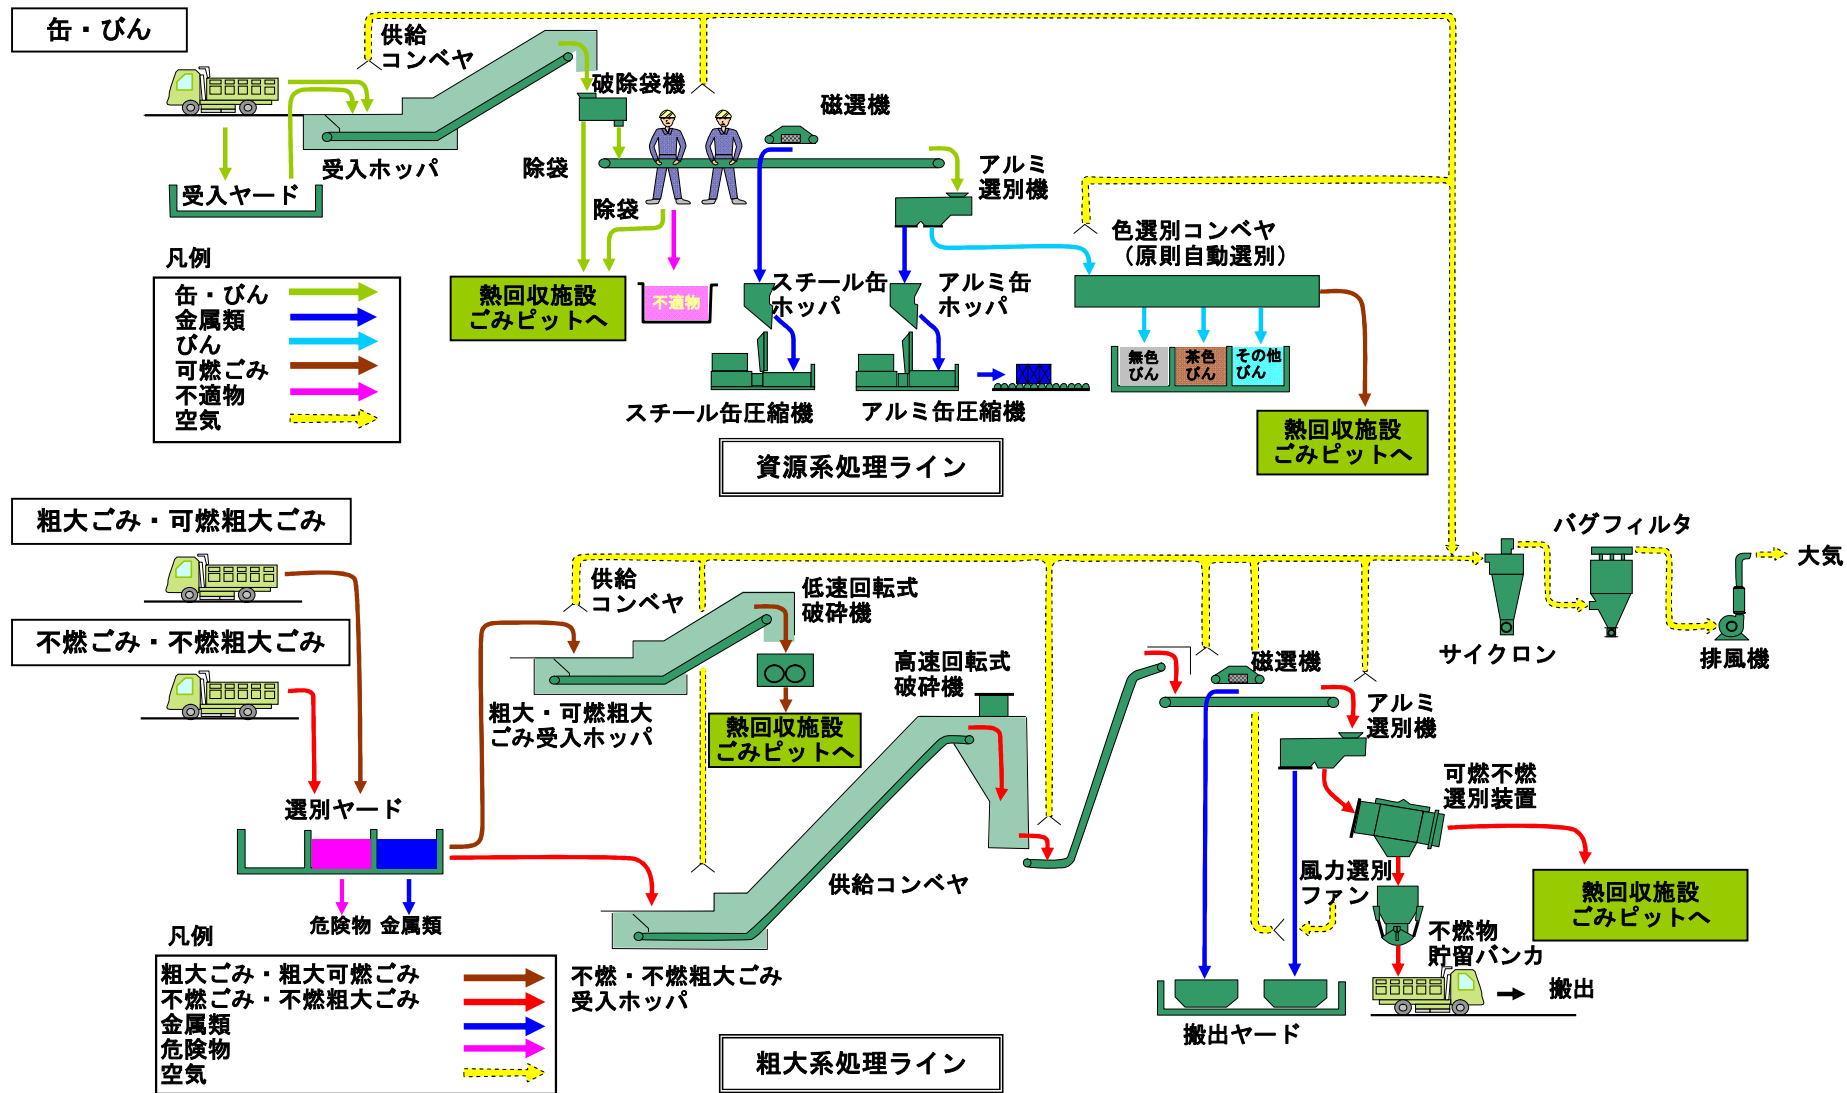 缶・びん
供給
コンベヤ
破除袋機
磁選機
受入ホッパ
受入ヤード
除袋
除袋
アルミ
選別機
色選別コンベヤ
（原則自動選別）
凡例
缶・びん
金属類
びん
可燃ごみ
不適物
空気
熱回収施設
ごみピットへ
不適物
スチール缶
ホッパ
アルミ缶
ホッパ
無色
びん
茶色
びん
その他
びん
スチール缶圧縮機
アルミ缶圧縮機
熱回収施設
ごみピットへ
資源系処理ライン
粗大ごみ・可燃粗大ごみ
不燃ごみ・不燃粗大ごみ
供給
コンベヤ
低速回転式
破砕機
高速回転式
破砕機
粗大・可燃粗大
ごみ受入ホッパ
熱回収施設
ごみピットへ
磁選機
アルミ
選別機
サイクロン
バグフィルタ
排風機
大気
選別ヤード
危険物
金属類
供給コンベヤ
可燃不燃
選別装置
風力選別
ファン
熱回収施設
ごみピットへ
不燃物
貯留バンカ
搬出
搬出ヤード
不燃・不燃粗大ごみ
受入ホッパ
凡例
粗大ごみ・粗大可燃ごみ
不燃ごみ・不燃粗大ごみ
金属類
危険物
空気
粗大系処理ライン